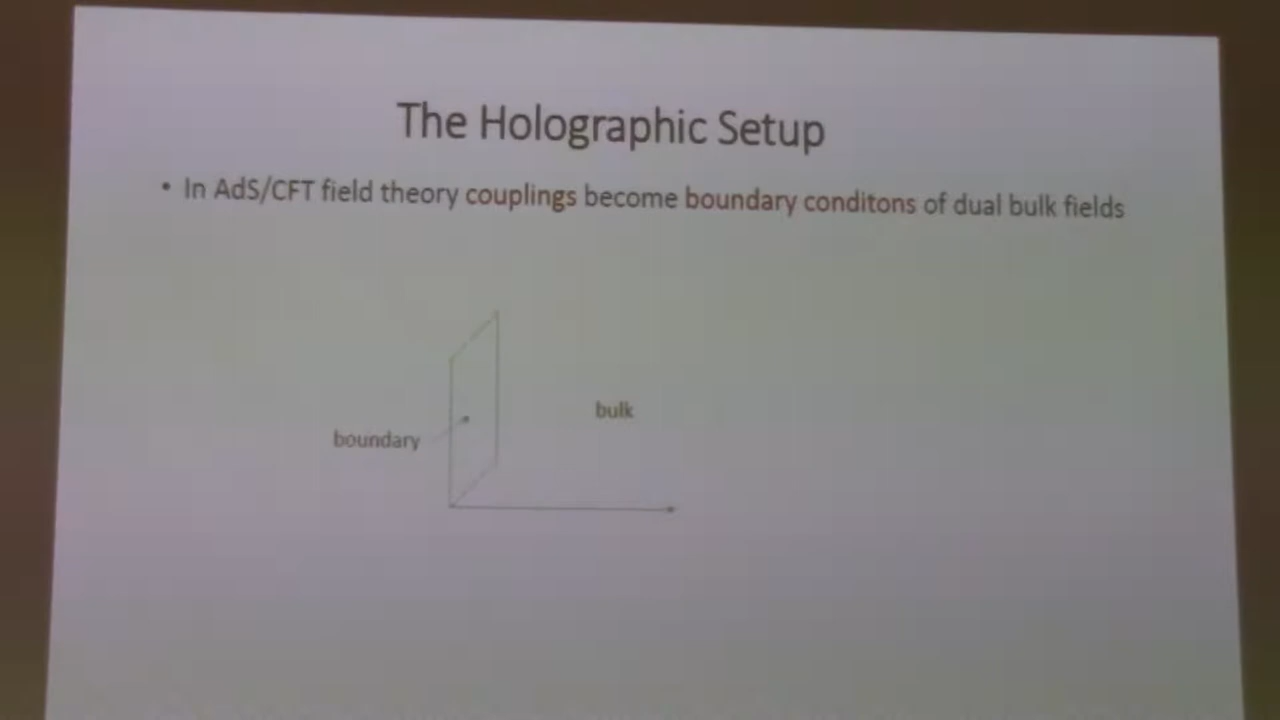 The Holographic Setup
• In AdS/CFT field theory couplings become boundary conditons of dual bulk fields
bulk
boundary